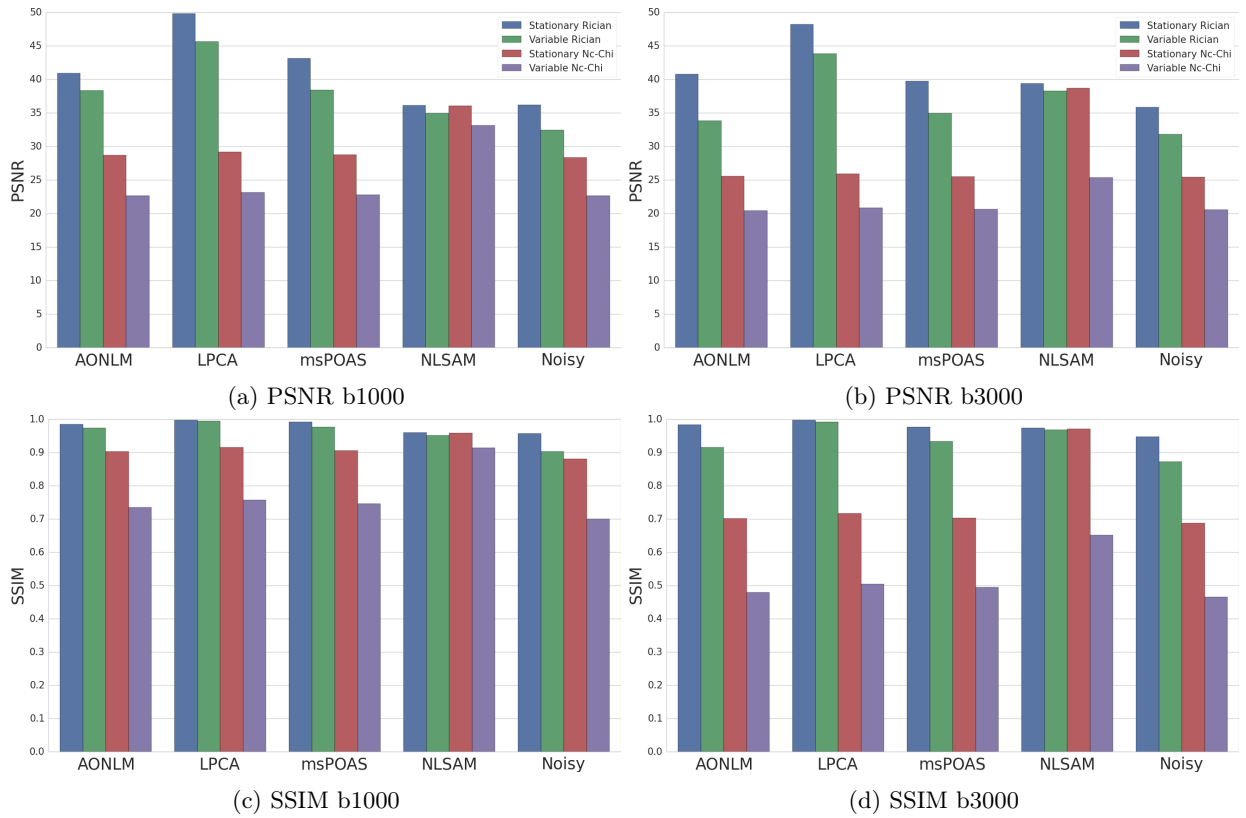 50
45
40
35
30
25
20
15
10
5
0
PSNR
Stationary Rician
Variable Rician
Stationary Nc-Chi
Variable Nc-Chi
AONLM LPCA msPOAS NLSAM Noisy
(a) PSNR b1000
50
45
40
35
30
25
20
15
10
5
0
PSNR
Stationary Rician
Variable Rician
Stationary Nc-Chi
Variable Nc-Chi
AONLM LPCA msPOAS NLSAM Noisy
(b) PSNR b3000
1.0
0.9
0.8
0.7
0.6
0.5
0.4
0.3
0.2
0.1
0.0
SSIM
AONLM LPCA msPOAS NLSAM Noisy
(c) SSIM b1000
1.0
0.9
0.8
0.7
0.6
0.5
0.4
0.3
0.2
0.1
0.0
SSIM
AONLM LPCA msPOAS NLSAM Noisy
(d) SSIM b3000